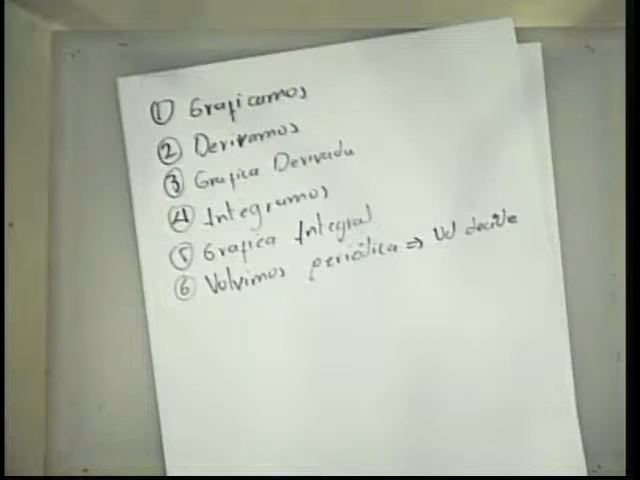 ① Graficamos
② Derivamos
③ Grafica Derivada
④ Integramos
⑤ Grafica Integral
⑥ Volvimos periódica ⇒ Ud decide